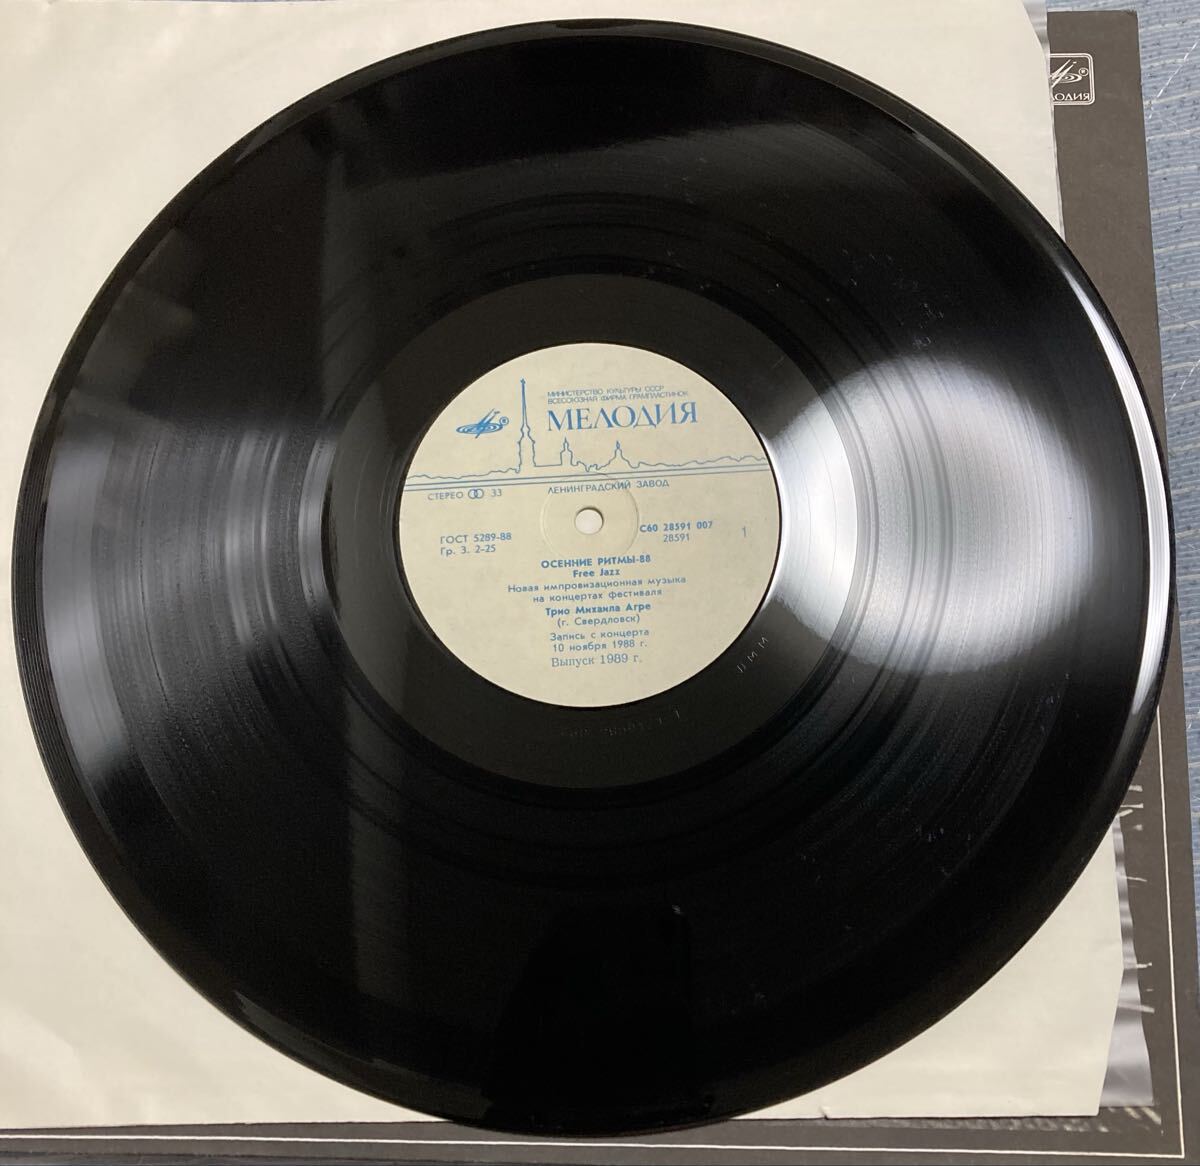 МИНИСТЕРСТВО КУЛЬТУРЫ СССР
ВСЕСОЮЗНАЯ ФИРМА ГРАМПЛАСТИНОК
МЕЛОДИЯ
®
СТЕРЕО 33
ЛЕНИНГРАДСКИЙ ЗАВОД
ГОСТ 5289-88
Гр. 3. 2-25
С60 28591 007
28591
1
ОСЕННИЕ РИТМЫ-88
Free Jazz
Новая импровизационная музыка
на концертах фестиваля
Трио Михаила Агре
(г. Свердловск)
Запись с концерта
10 ноября 1988 г.
Выпуск 1989 г.
®
ЛОДИЯ